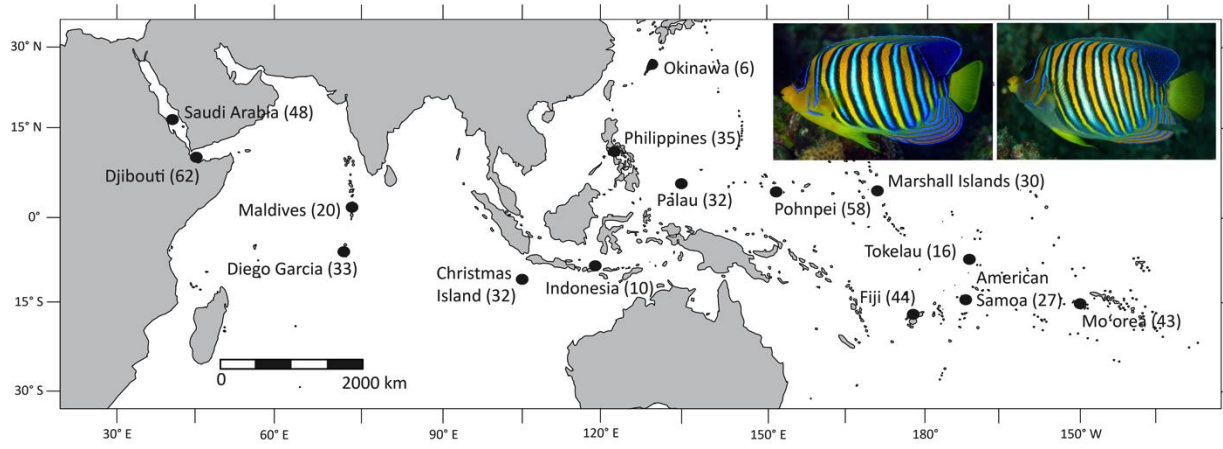 30° N
15° N
0°
15° S
30° S
Okinawa (6)
Saudi Arabia (48)
Philippines (35)
Djibouti (62)
Marshall Islands (30)
Palau (32)
Pohnpei (58)
Maldives (20)
Tokelau (16)
Diego Garcia (33)
Christmas
Island (32)
Indonesia (10)
American
Samoa (27)
Fiji (44)
Moʻorea (43)
0
2000 km
30° E
60° E
90° E
120° E
150° E
180°
150° W